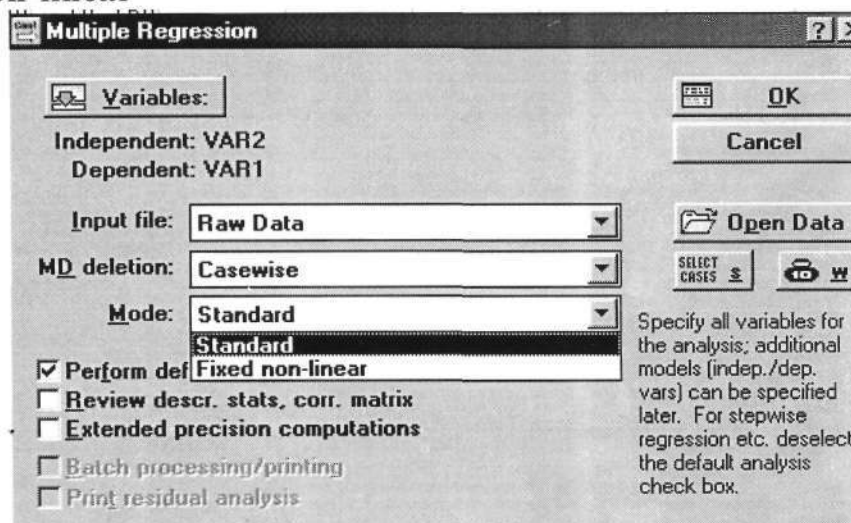 Multiple Regression
Variables:
Independent: VAR2
Dependent: VAR1
Input file: Raw Data
MD deletion: Casewise
Mode: Standard
Standard
Fixed non-linear
Perform def
Review descr. stats, corr. matrix
Extended precision computations
Batch processing/printing
Print residual analysis
OK
Cancel
Open Data
SELECT CASES S
W
Specify all variables for
the analysis; additional
models (indep./dep.
vars) can be specified
later. For stepwise
regression etc. deselect
the default analysis
check box.